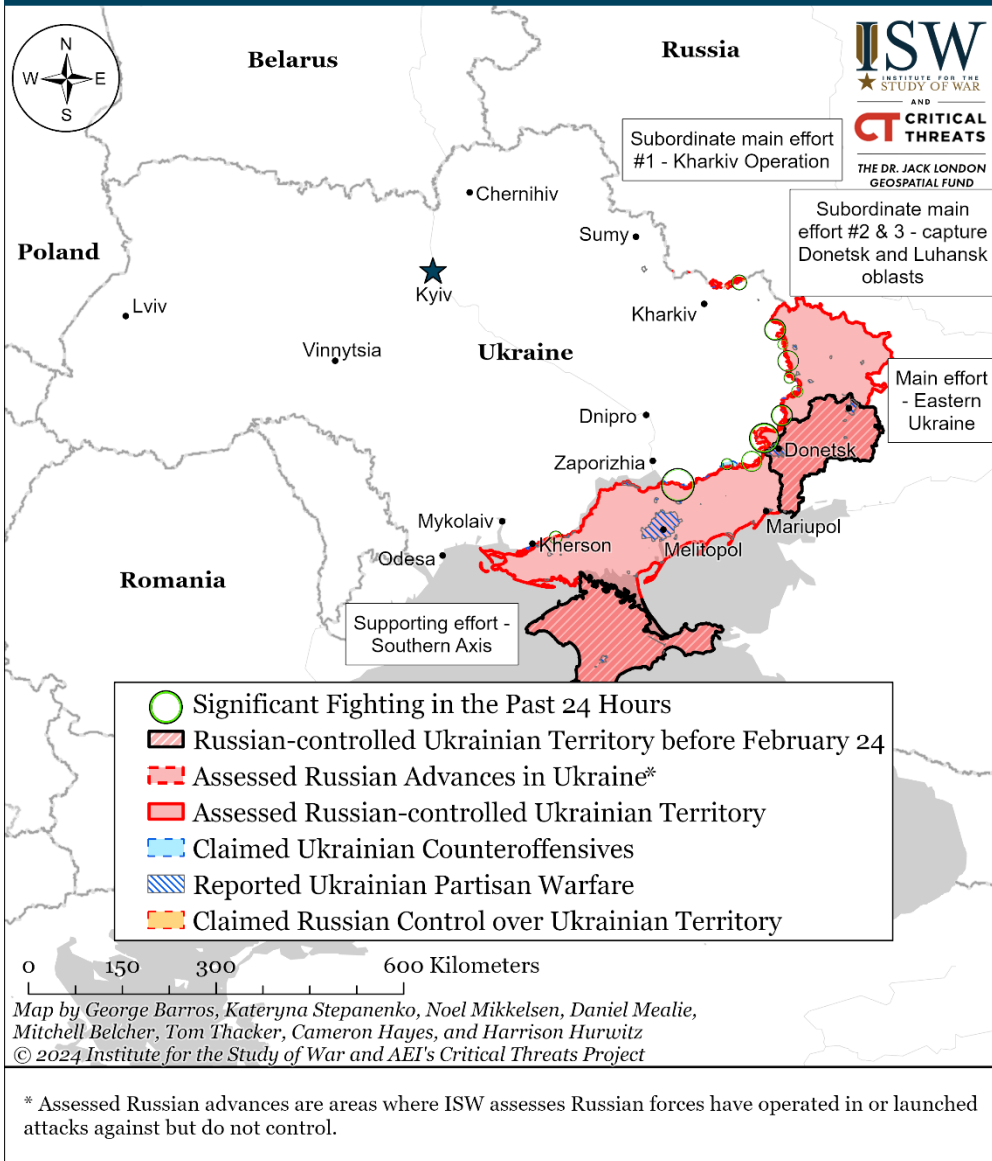 N
W E
S
Belarus
Russia
ISW
INSTITUTE FOR THE
STUDY OF WAR
AND
CT CRITICAL
THREATS
THE DR. JACK LONDON
GEOSPATIAL FUND
Subordinate main effort
#1 - Kharkiv Operation
Subordinate main
effort #2 & 3 - capture
Donetsk and Luhansk
oblasts
Chernihiv
Sumy
Poland
Kyiv
Lviv
Kharkiv
Vinnytsia
Ukraine
Main effort
- Eastern
Ukraine
Dnipro
Donetsk
Zaporizhia
Mykolaiv
Mariupol
Kherson
Melitopol
Odesa
Romania
Supporting effort -
Southern Axis
Significant Fighting in the Past 24 Hours
Russian-controlled Ukrainian Territory before February 24
Assessed Russian Advances in Ukraine*
Assessed Russian-controlled Ukrainian Territory
Claimed Ukrainian Counteroffensives
Reported Ukrainian Partisan Warfare
Claimed Russian Control over Ukrainian Territory
0 150 300 600 Kilometers
Map by George Barros, Kateryna Stepanenko, Noel Mikkelsen, Daniel Mealie,
Mitchell Belcher, Tom Thacker, Cameron Hayes, and Harrison Hurwitz
© 2024 Institute for the Study of War and AEI's Critical Threats Project
* Assessed Russian advances are areas where ISW assesses Russian forces have operated in or launched
attacks against but do not control.